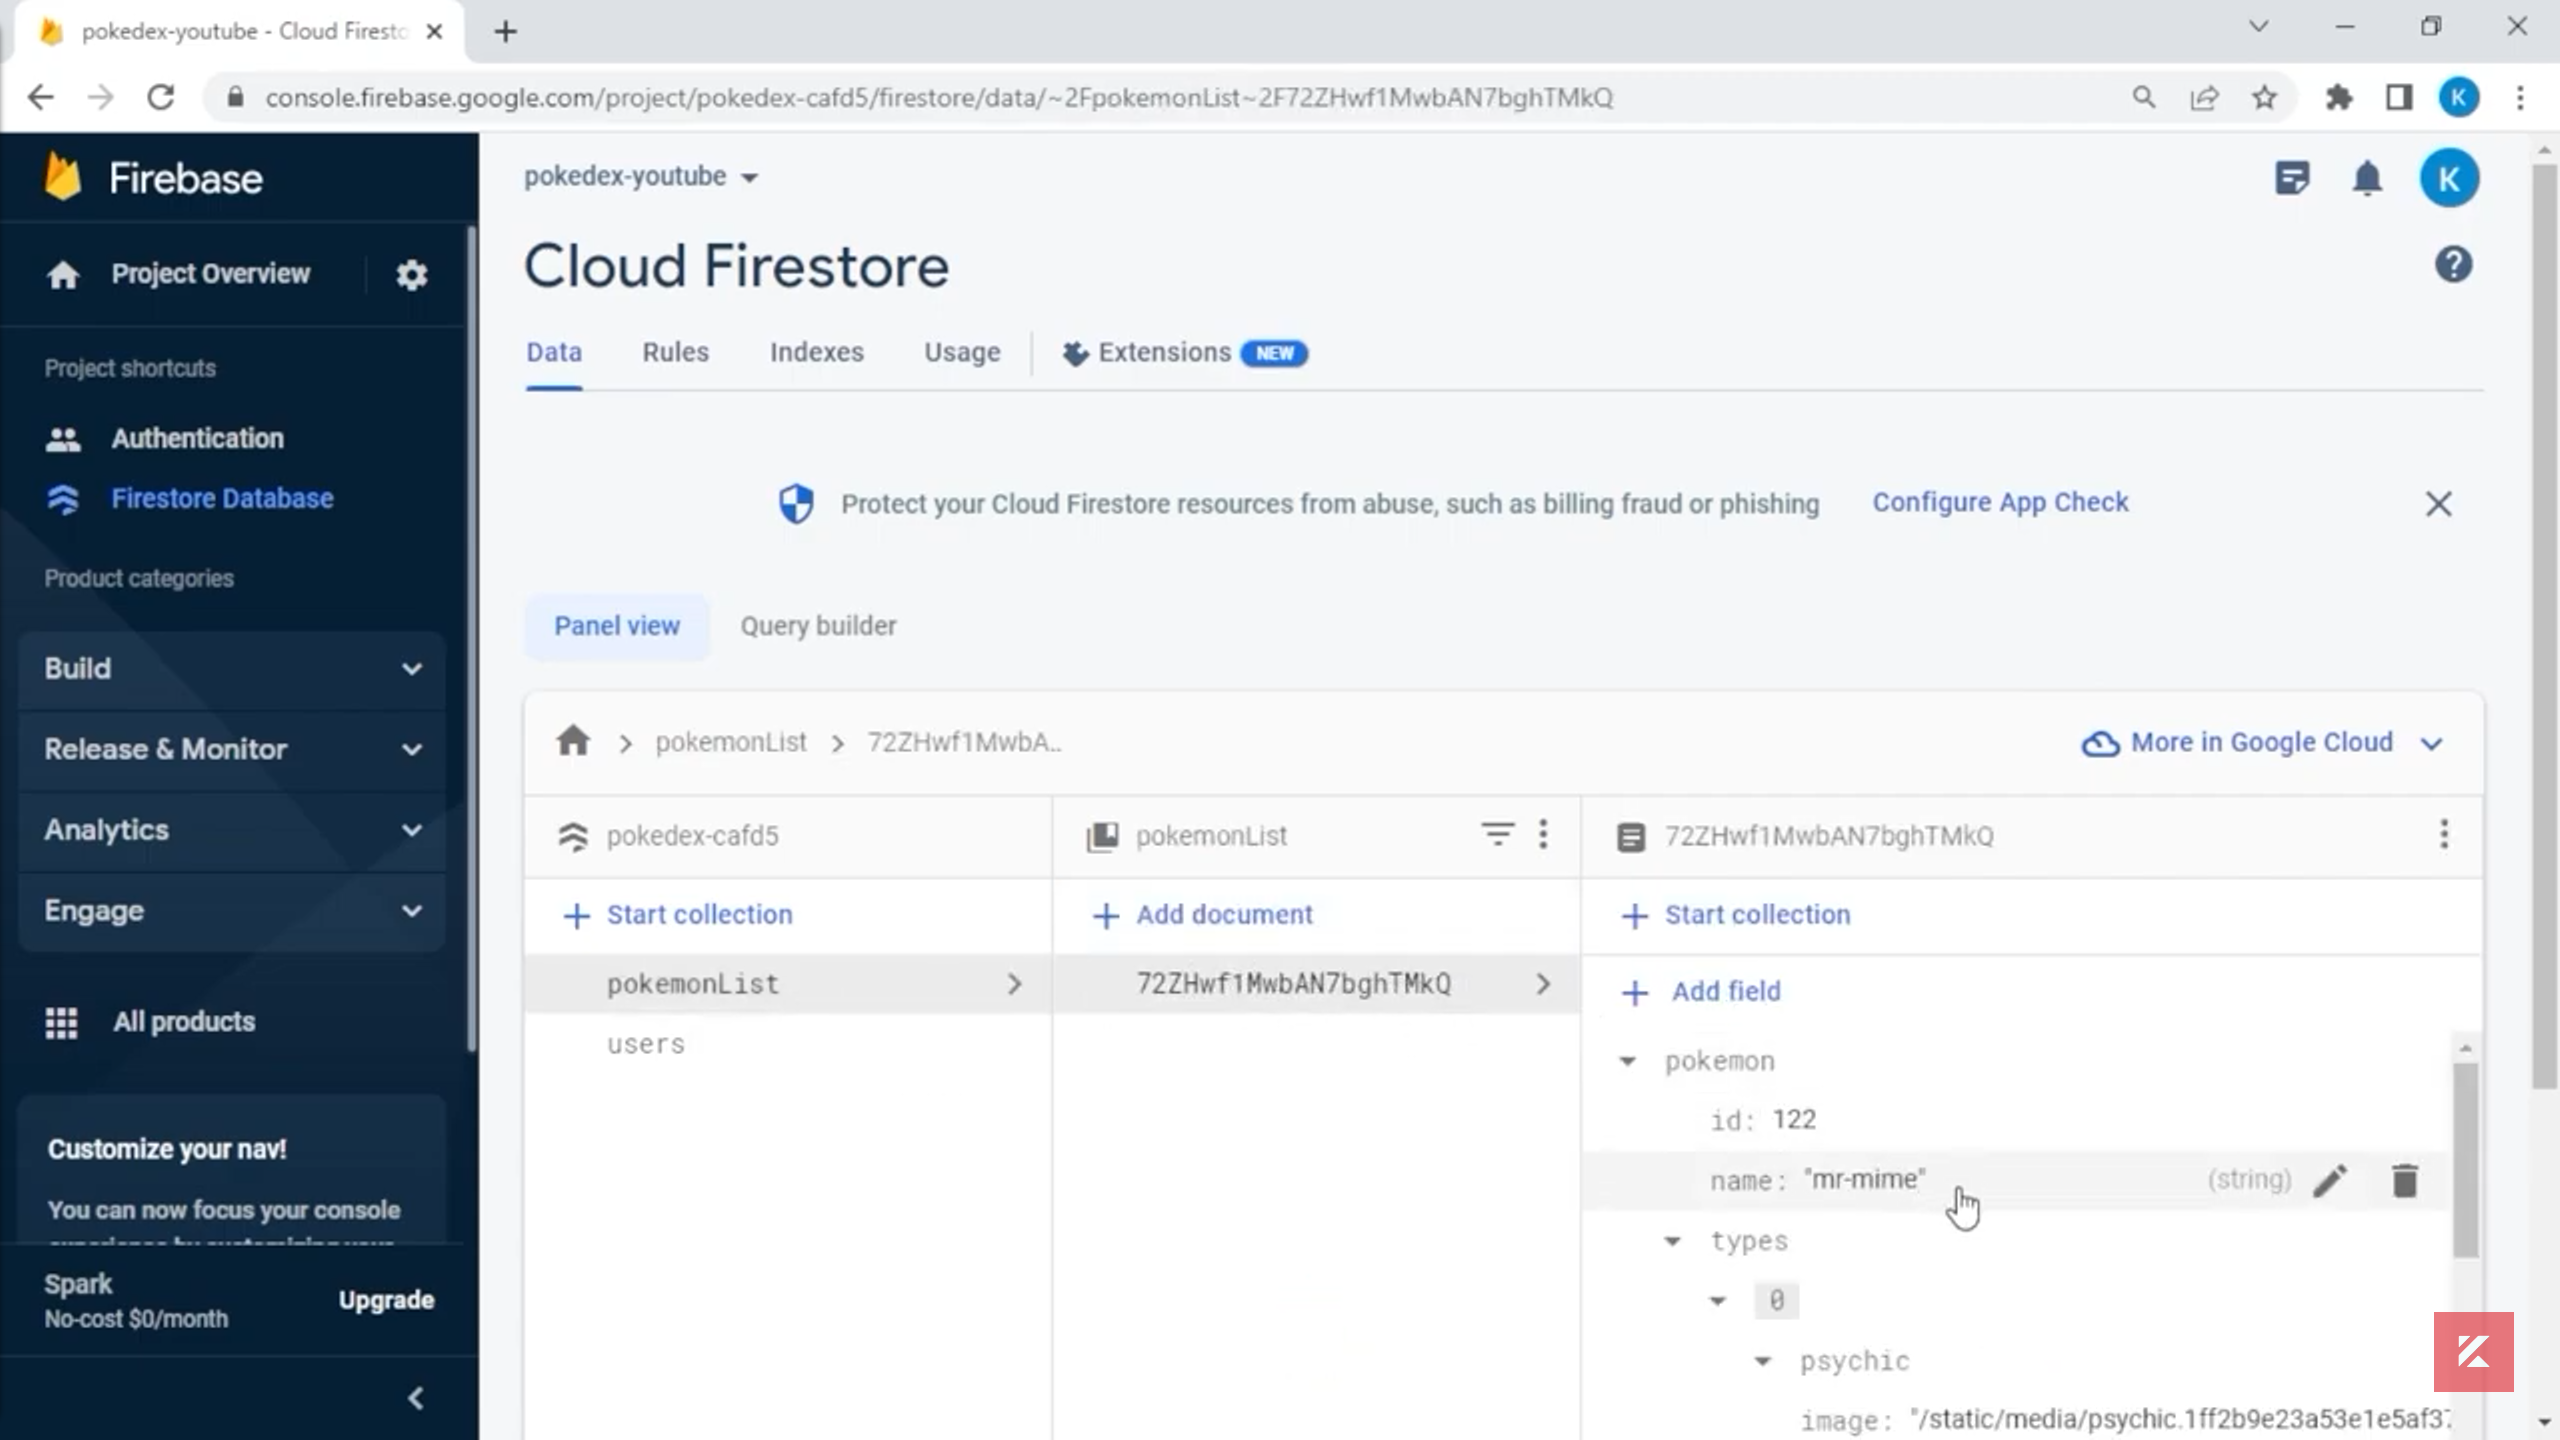 pokedex-youtube - Cloud Firesto
console.firebase.google.com/project/pokedex-cafd5/firestore/data/~2FpokemonList~2F72ZHwf1MwbAN7bghTMkQ
K
Firebase
pokedex-youtube
K
Project Overview
Cloud Firestore
Project shortcuts
Data Rules Indexes Usage Extensions NEW
Authentication
Firestore Database
Protect your Cloud Firestore resources from abuse, such as billing fraud or phishing Configure App Check
Product categories
Panel view Query builder
Build
Release & Monitor
pokemonList 72ZHwf1MwbA..
More in Google Cloud
Analytics
pokedex-cafd5 pokemonList 72ZHwf1MwbAN7bghTMkQ
Engage
Start collection Add document Start collection
pokemonList 72ZHwf1MwbAN7bghTMkQ Add field
All products
users
pokemon
id: 122
Customize your nav!
name: "mr-mime" (string)
You can now focus your console
types
Spark
No-cost $0/month
Upgrade
0
psychic
image: "/static/media/psychic.1ff2b9e23a53e1e5af37